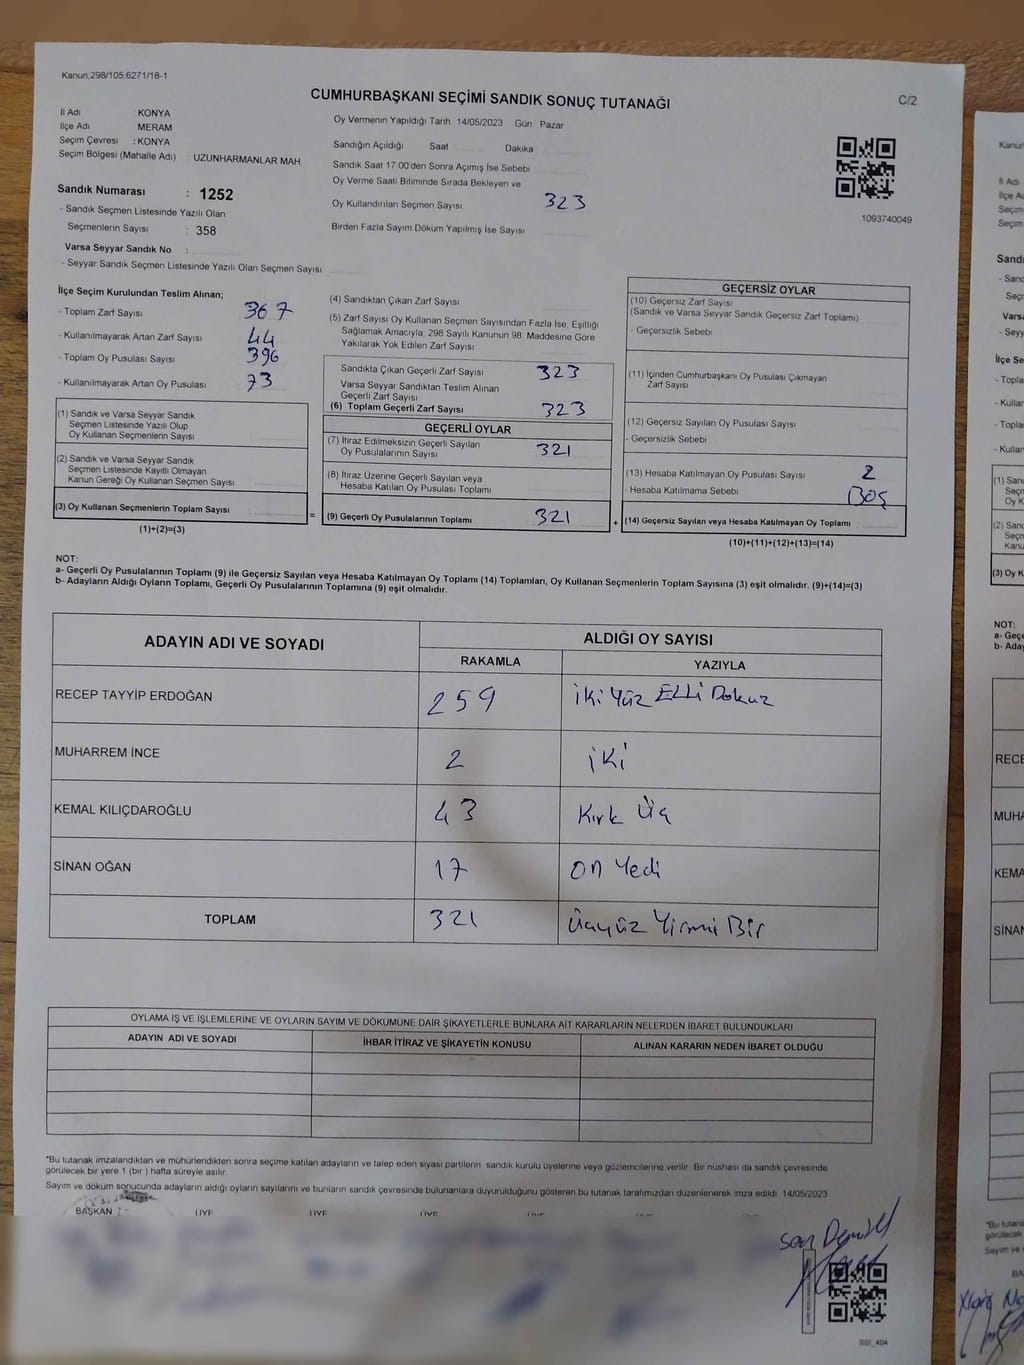 Kanun:298/105.6271/18-1
CUMHURBAŞKANI SEÇİMİ SANDIK SONUÇ TUTANAĞI
C/2
İl Adı : KONYA
İlçe Adı : MERAM
Seçim Çevresi : KONYA
Seçim Bölgesi (Mahalle Adı) : UZUNHARMANLAR MAH.
Sandık Numarası : 1252
- Sandık Seçmen Listesinde Yazılı Olan
Seçmenlerin Sayısı : 358
Varsa Seyyar Sandık No :
- Seyyar Sandık Seçmen Listesinde Yazılı Olan Seçmen Sayısı
Oy Vermenin Yapıldığı Tarih 14/05/2023 Gün Pazar
Sandığın Açıldığı Saat Dakika
Sandık Saat 17:00'den Sonra Açımış İse Sebebi
Oy Verme Saati Bitiminde Sırada Bekleyen ve
Oy Kullandırılan Seçmen Sayısı 323
Birden Fazla Sayım Döküm Yapılmış İse Sayısı
1093740049
İlçe Seçim Kurulundan Teslim Alınan;
- Toplam Zarf Sayısı 367
- Kullanılmayarak Artan Zarf Sayısı 44
- Toplam Oy Pusulası Sayısı 396
- Kullanılmayarak Artan Oy Pusulası 73
(1) Sandık ve Varsa Seyyar Sandık
Seçmen Listesinde Yazılı Olup
Oy Kullanan Seçmenlerin Sayısı
(2) Sandık ve Varsa Seyyar Sandık
Seçmen Listesinde Kayıtlı Olmayan
Kanun Gereği Oy Kullanan Seçmen Sayısı
(3) Oy Kullanan Seçmenlerin Toplam Sayısı
(1)+(2)=(3)
=
(4) Sandıktan Çıkan Zarf Sayısı
(5) Zarf Sayısı Oy Kullanan Seçmen Sayısından Fazla İse, Eşitliği
Sağlamak Amacıyla, 298 Sayılı Kanunun 98. Maddesine Göre
Yakılarak Yok Edilen Zarf Sayısı
Sandıkta Çıkan Geçerli Zarf Sayısı 323
Varsa Seyyar Sandıktan Teslim Alınan
Geçerli Zarf Sayısı
(6) Toplam Geçerli Zarf Sayısı 323
GEÇERLİ OYLAR
(7) İtiraz Edilmeksizin Geçerli Sayılan
Oy Pusulalarının Sayısı 321
(8) İtiraz Üzerine Geçerli Sayılan veya
Hesaba Katılan Oy Pusulası Toplamı
(9) Geçerli Oy Pusulalarının Toplamı 321
+
GEÇERSİZ OYLAR
(10) Geçersiz Zarf Sayısı
(Sandık ve Varsa Seyyar Sandık Geçersiz Zarf Toplamı)
- Geçersizlik Sebebi
(11) İçinden Cumhurbaşkanı Oy Pusulası Çıkmayan
Zarf Sayısı
(12) Geçersiz Sayılan Oy Pusulası Sayısı
- Geçersizlik Sebebi
(13) Hesaba Katılmayan Oy Pusulası Sayısı 2
- Hesaba Katılmama Sebebi Boş
(14) Geçersiz Sayılan veya Hesaba Katılmayan Oy Toplamı
(10)+(11)+(12)+(13)=(14)
NOT:
a- Geçerli Oy Pusulalarının Toplamı (9) ile Geçersiz Sayılan veya Hesaba Katılmayan Oy Toplamı (14) Toplamları, Oy Kullanan Seçmenlerin Toplam Sayısına (3) eşit olmalıdır. (9)+(14)=(3)
b- Adayların Aldığı Oyların Toplamı, Geçerli Oy Pusulalarının Toplamına (9) eşit olmalıdır.
ADAYIN ADI VE SOYADI ALDIĞI OY SAYISI
RAKAMLA YAZIYLA
RECEP TAYYİP ERDOĞAN 259 İki Yüz ELLİ Dokuz
MUHARREM İNCE 2 İKİ
KEMAL KILIÇDAROĞLU 43 Kırk Üç
SİNAN OĞAN 17 On Yedi
TOPLAM 321 Üçyüz Yirmi Bir
OYLAMA İŞ VE İŞLEMLERİNE VE OYLARIN SAYIM VE DÖKÜMÜNE DAİR ŞİKAYETLERLE BUNLARA AİT KARARLARIN NELERDEN İBARET BULUNDUKLARI
ADAYIN ADI VE SOYADI İHBAR İTİRAZ VE ŞİKAYETİN KONUSU ALINAN KARARIN NEDEN İBARET OLDUĞU
*Bu tutanak imzalandıktan ve mühürlendikten sonra seçime katılan adayların ve talep eden siyasi partilerin sandık kurulu üyelerine veya gözlemcilerine verilir. Bir nüshası da sandık çevresinde
görülecek bir yere 1 (bir ) hafta süreyle asılır.
Sayım ve döküm sonucunda adayların aldığı oyların sayılarını ve bunların sandık çevresinde bulunanlara duyurulduğunu gösteren bu tutanak tarafımızdan düzenlenerek imza edildi. 14/05/2023
BAŞKAN ÜYE ÜYE ÜYE